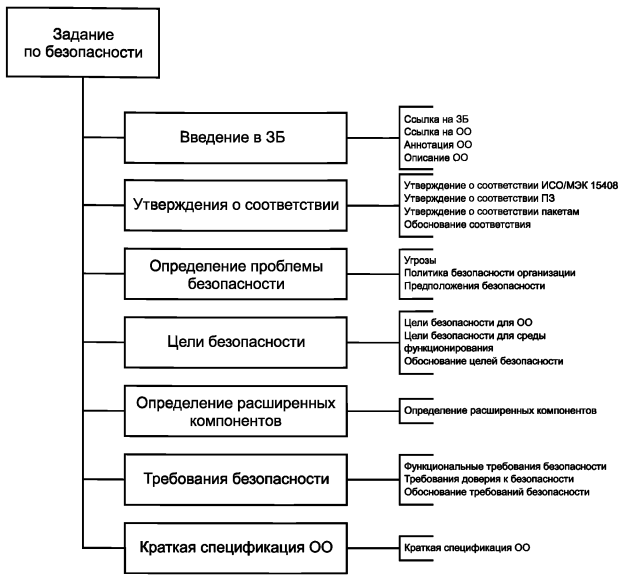 Задание
по безопасности
Введение в ЗБ
Ссылка на ЗБ
Ссылка на ОО
Аннотация ОО
Описание ОО
Утверждения о соответствии
Утверждение о соответствии ИСО/МЭК 15408
Утверждение о соответствии ПЗ
Утверждение о соответствии пакетам
Обоснование соответствия
Определение проблемы
безопасности
Угрозы
Политика безопасности организации
Предположения безопасности
Цели безопасности
Цели безопасности для ОО
Цели безопасности для среды
функционирования
Обоснование целей безопасности
Определение расширенных
компонентов
Определение расширенных компонентов
Требования безопасности
Функциональные требования безопасности
Требования доверия к безопасности
Обоснование требований безопасности
Краткая спецификация ОО
Краткая спецификация ОО